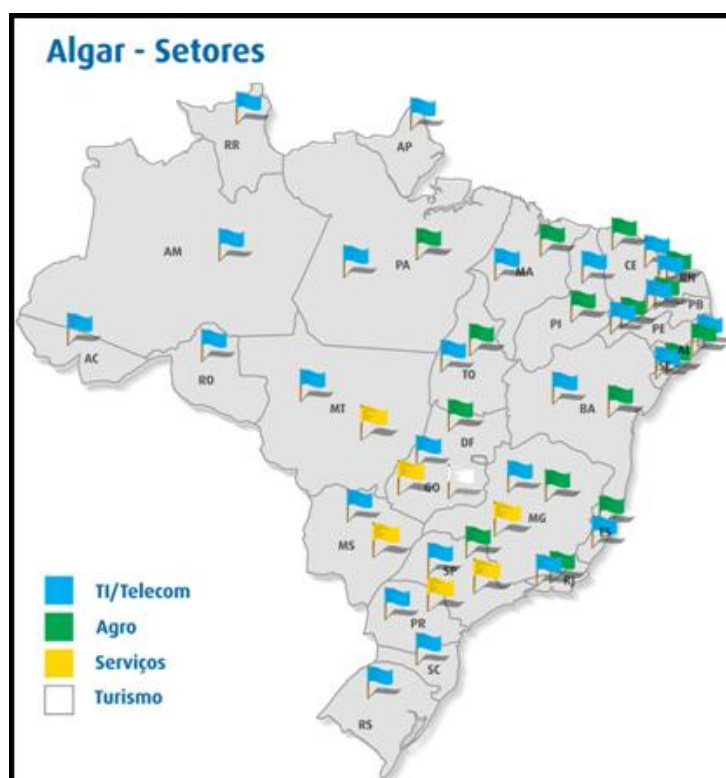 Algar - Setores
RR
AP
AM
PA
MA
CE
RN
PB
PI
PE
AL
SE
AC
RO
TO
BA
MT
DF
GO
MG
ES
MS
SP
RJ
PR
SC
RS
TI/Telecom
Agro
Serviços
Turismo